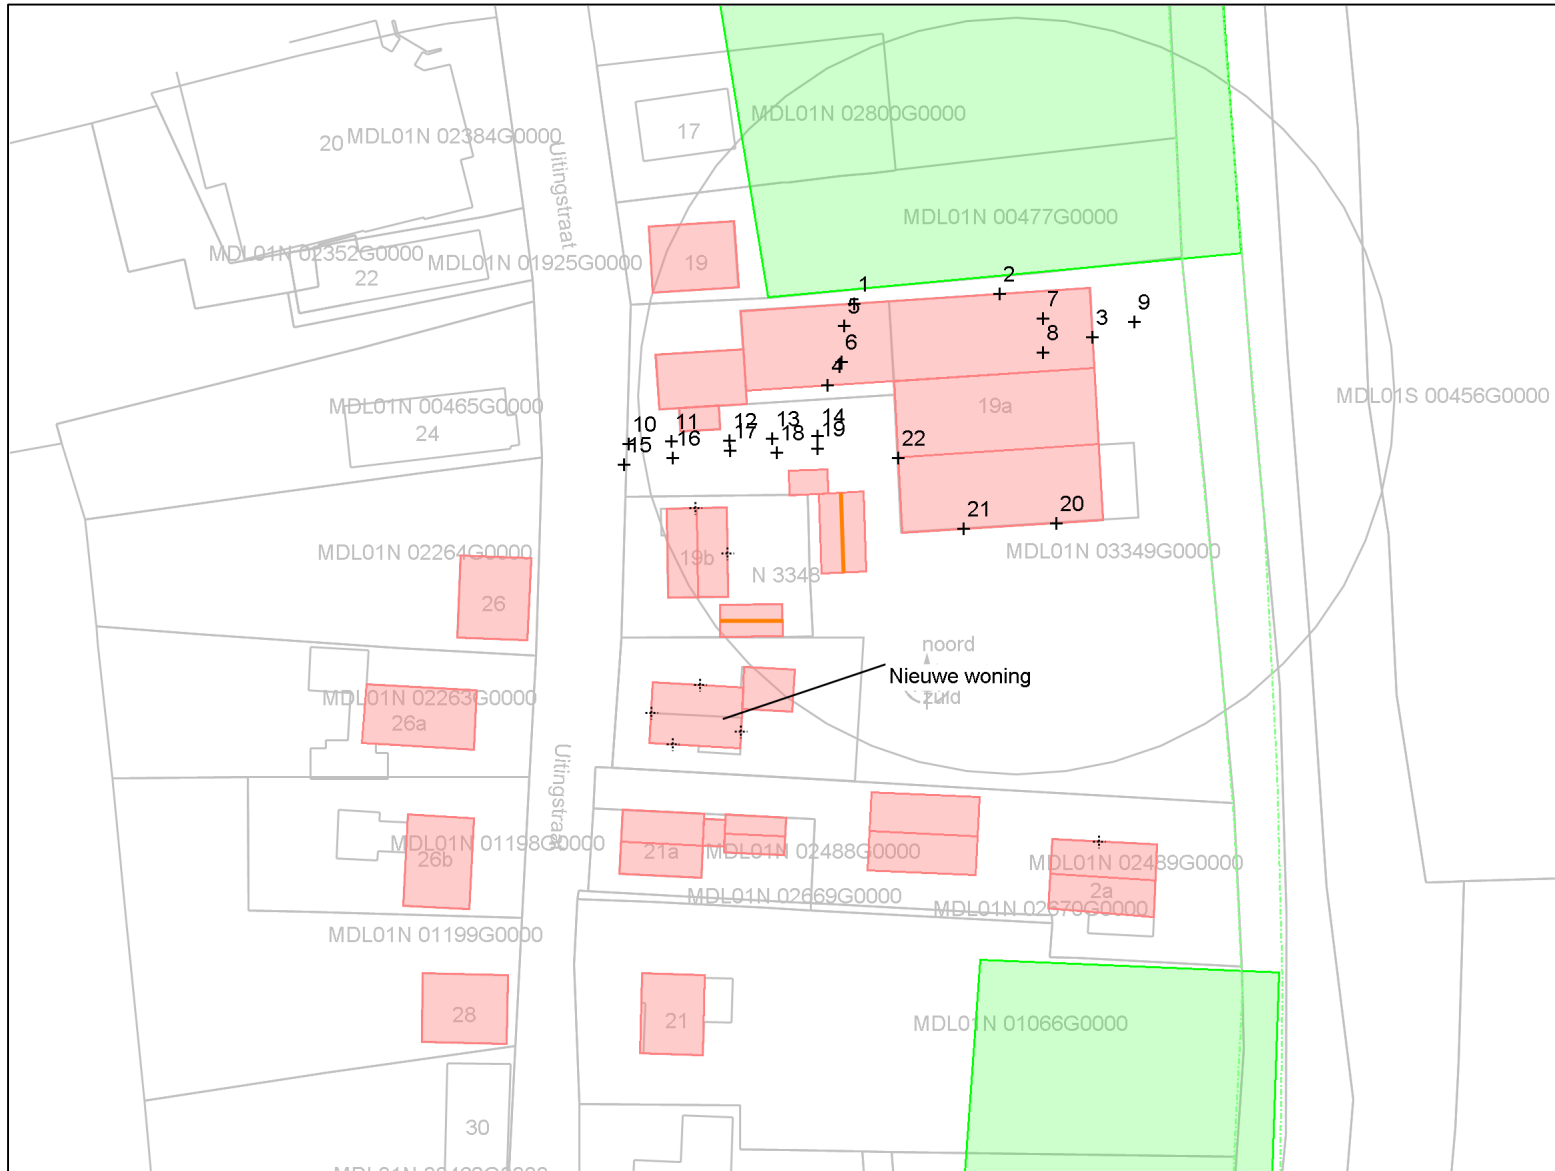 MDL01N 02800G0000
17
20
MDL01N 02384G0000
Uitingstraat
MDL01N 00477G0000
MDL01N 02352G0000
MDL01N 01925G0000
19
22
1
2
5
7
9
3
6
8
4
MDL01S 00456G0000
MDL01N 00465G0000
19a
24
10
11
12
13
14
15
16
17
18
19
22
21
20
MDL01N 02264G0000
MDL01N 03349G0000
19b
N 3348
26
noord
Nieuwe woning
zuid
MDL01N 02263G0000
26a
Uitingstraat
MDL01N 01198G0000
26b
21a
MDL01N 02488G0000
MDL01N 02489G0000
2a
MDL01N 02669G0000
MDL01N 02670G0000
MDL01N 01199G0000
28
21
MDL01N 01066G0000
30